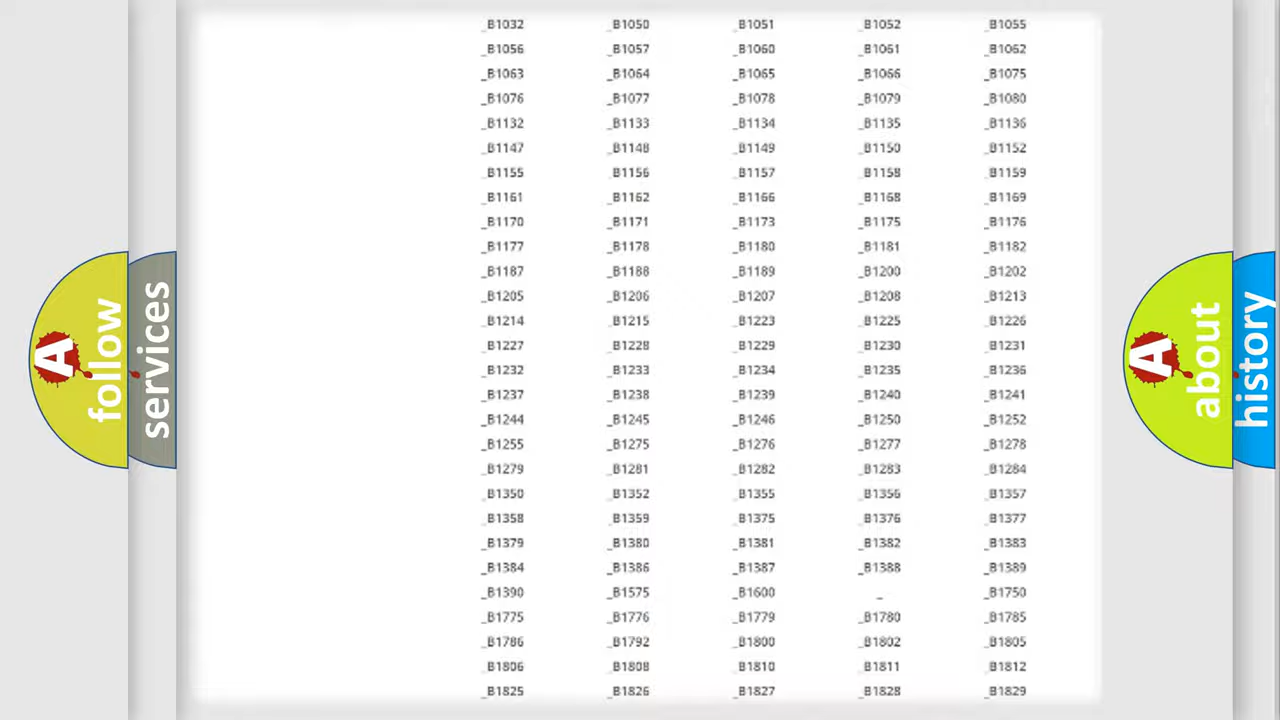 _B1032 _B1050 _B1051 _B1052 _B1055
_B1056 _B1057 _B1060 _B1061 _B1062
_B1063 _B1064 _B1065 _B1066 _B1075
_B1076 _B1077 _B1078 _B1079 _B1080
_B1132 _B1133 _B1134 _B1135 _B1136
_B1147 _B1148 _B1149 _B1150 _B1152
_B1155 _B1156 _B1157 _B1158 _B1159
_B1161 _B1162 _B1166 _B1168 _B1169
_B1170 _B1171 _B1173 _B1175 _B1176
_B1177 _B1178 _B1180 _B1181 _B1182
_B1187 _B1188 _B1189 _B1200 _B1202
_B1205 _B1206 _B1207 _B1208 _B1213
_B1214 _B1215 _B1223 _B1225 _B1226
_B1227 _B1228 _B1229 _B1230 _B1231
_B1232 _B1233 _B1234 _B1235 _B1236
_B1237 _B1238 _B1239 _B1240 _B1241
_B1244 _B1245 _B1246 _B1250 _B1252
_B1255 _B1275 _B1276 _B1277 _B1278
_B1279 _B1281 _B1282 _B1283 _B1284
_B1350 _B1352 _B1355 _B1356 _B1357
_B1358 _B1359 _B1375 _B1376 _B1377
_B1379 _B1380 _B1381 _B1382 _B1383
_B1384 _B1386 _B1387 _B1388 _B1389
_B1390 _B1575 _B1600 _ _B1750
_B1775 _B1776 _B1779 _B1780 _B1785
_B1786 _B1792 _B1800 _B1802 _B1805
_B1806 _B1808 _B1810 _B1811 _B1812
_B1825 _B1826 _B1827 _B1828 _B1829
A
follow
services
A
about
history